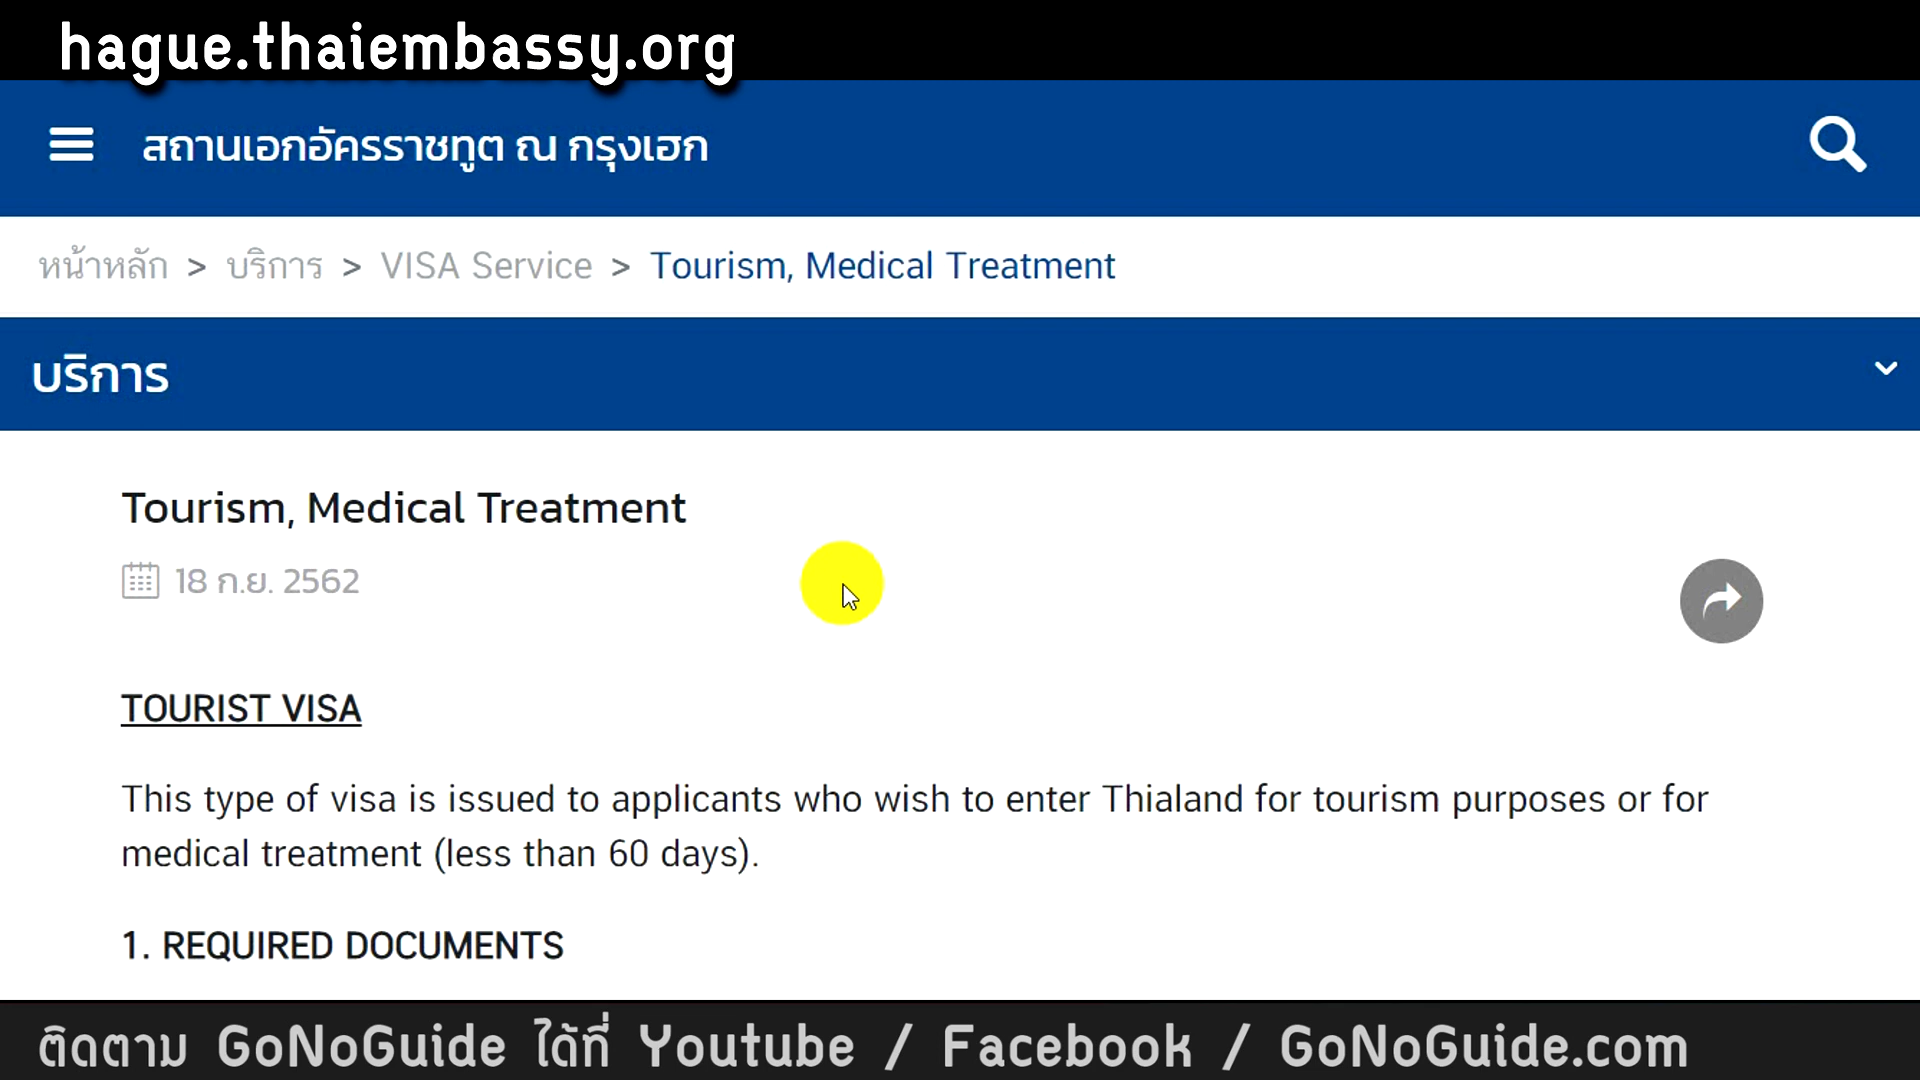 hague.thaiembassy.org
สถานเอกอัครราชทูต ณ กรุงเฮก
หน้าหลัก > บริการ > VISA Service > Tourism, Medical Treatment
บริการ
Tourism, Medical Treatment
18 ก.ย. 2562
TOURIST VISA
This type of visa is issued to applicants who wish to enter Thialand for tourism purposes or for
medical treatment (less than 60 days).
1. REQUIRED DOCUMENTS
ติดตาม GoNoGuide ได้ที่ Youtube / Facebook / GoNoGuide.com